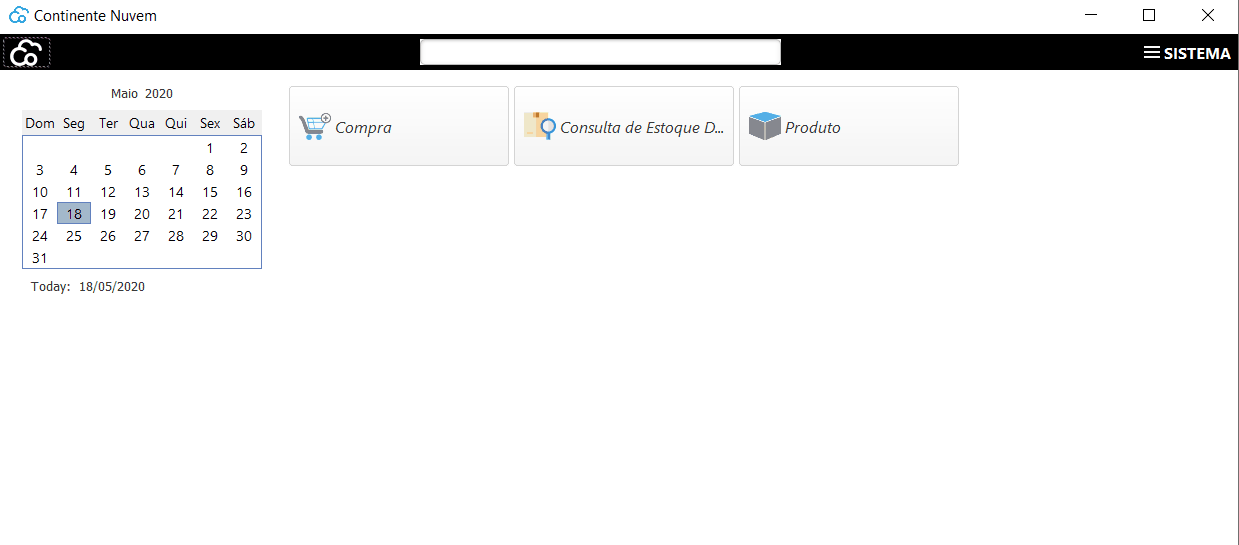 Continente Nuvem
SISTEMA
Maio 2020
Dom Seg Ter Qua Qui Sex Sáb
1 2
3 4 5 6 7 8 9
10 11 12 13 14 15 16
17 18 19 20 21 22 23
24 25 26 27 28 29 30
31
Today: 18/05/2020
Compra
Consulta de Estoque D...
Produto